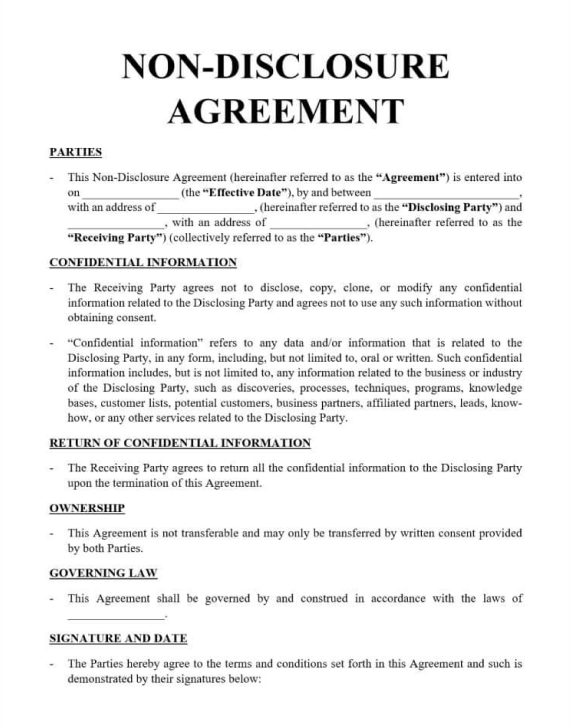 NON-DISCLOSURE
AGREEMENT
PARTIES
- This Non-Disclosure Agreement (hereinafter referred to as the “Agreement”) is entered into
on _________________ (the “Effective Date”), by and between _________________________,
with an address of _________________, (hereinafter referred to as the “Disclosing Party”) and
_________________, with an address of _________________, (hereinafter referred to as the
“Receiving Party”) (collectively referred to as the “Parties”).
CONFIDENTIAL INFORMATION
- The Receiving Party agrees not to disclose, copy, clone, or modify any confidential
information related to the Disclosing Party and agrees not to use any such information without
obtaining consent.
- “Confidential information” refers to any data and/or information that is related to the
Disclosing Party, in any form, including, but not limited to, oral or written. Such confidential
information includes, but is not limited to, any information related to the business or industry
of the Disclosing Party, such as discoveries, processes, techniques, programs, knowledge
bases, customer lists, potential customers, business partners, affiliated partners, leads, know-
how, or any other services related to the Disclosing Party.
RETURN OF CONFIDENTIAL INFORMATION
- The Receiving Party agrees to return all the confidential information to the Disclosing Party
upon the termination of this Agreement.
OWNERSHIP
- This Agreement is not transferable and may only be transferred by written consent provided
by both Parties.
GOVERNING LAW
- This Agreement shall be governed by and construed in accordance with the laws of
_________________.
SIGNATURE AND DATE
- The Parties hereby agree to the terms and conditions set forth in this Agreement and such is
demonstrated by their signatures below: